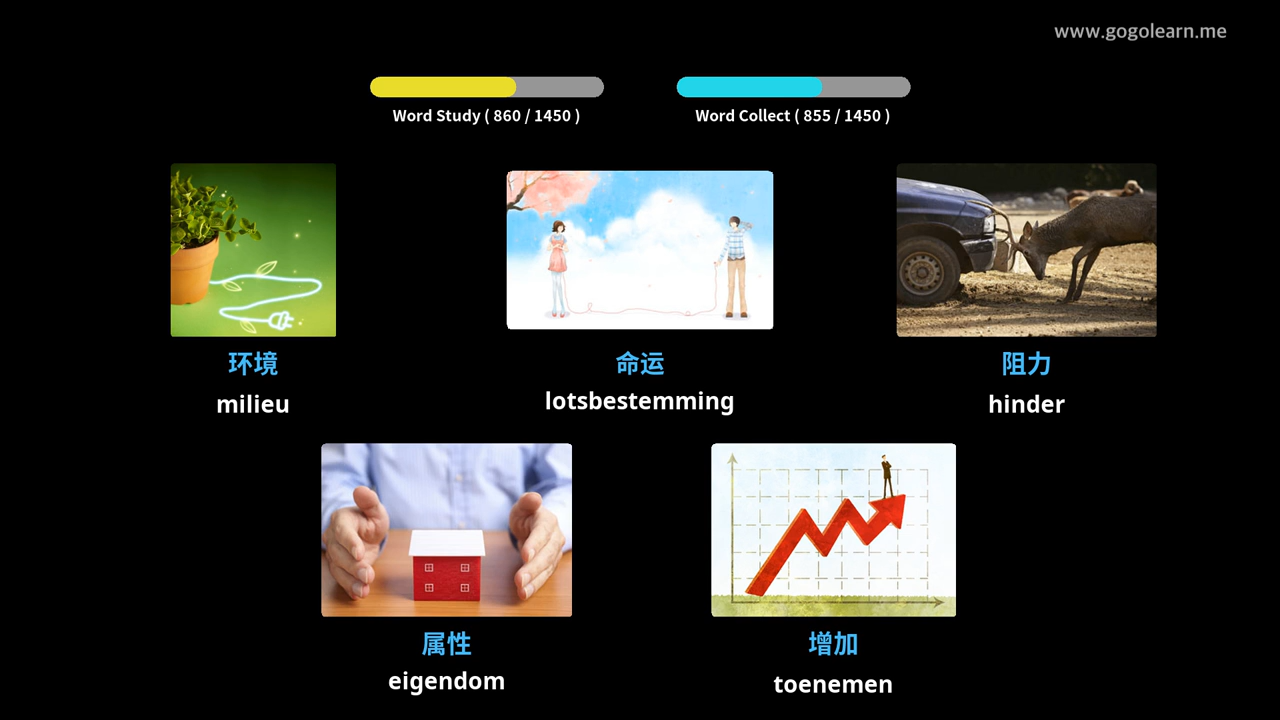 www.gogolearn.me
Word Study ( 860 / 1450 )
Word Collect ( 855 / 1450 )
环境
milieu
命运
lotsbestemming
阻力
hinder
属性
eigendom
增加
toenemen